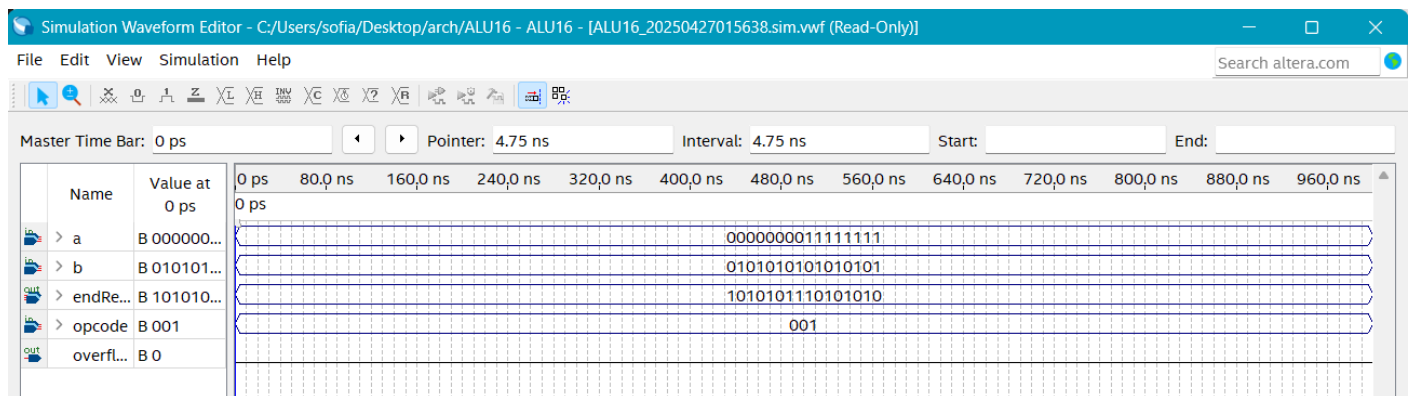 Simulation Waveform Editor - C:/Users/sofia/Desktop/arch/ALU16 - ALU16 - [ALU16_20250427015638.sim.vwf (Read-Only)]
File Edit View Simulation Help Search altera.com
Master Time Bar: 0 ps Pointer: 4.75 ns Interval: 4.75 ns Start: End:
Name Value at 0 ps 0 ps 80.0 ns 160.0 ns 240.0 ns 320.0 ns 400.0 ns 480.0 ns 560.0 ns 640.0 ns 720.0 ns 800.0 ns 880.0 ns 960.0 ns
0 ps
a B 000000... 0000000011111111
b B 010101... 0101010101010101
endRe... B 101010... 1010101110101010
opcode B 001 001
overfl... B 0